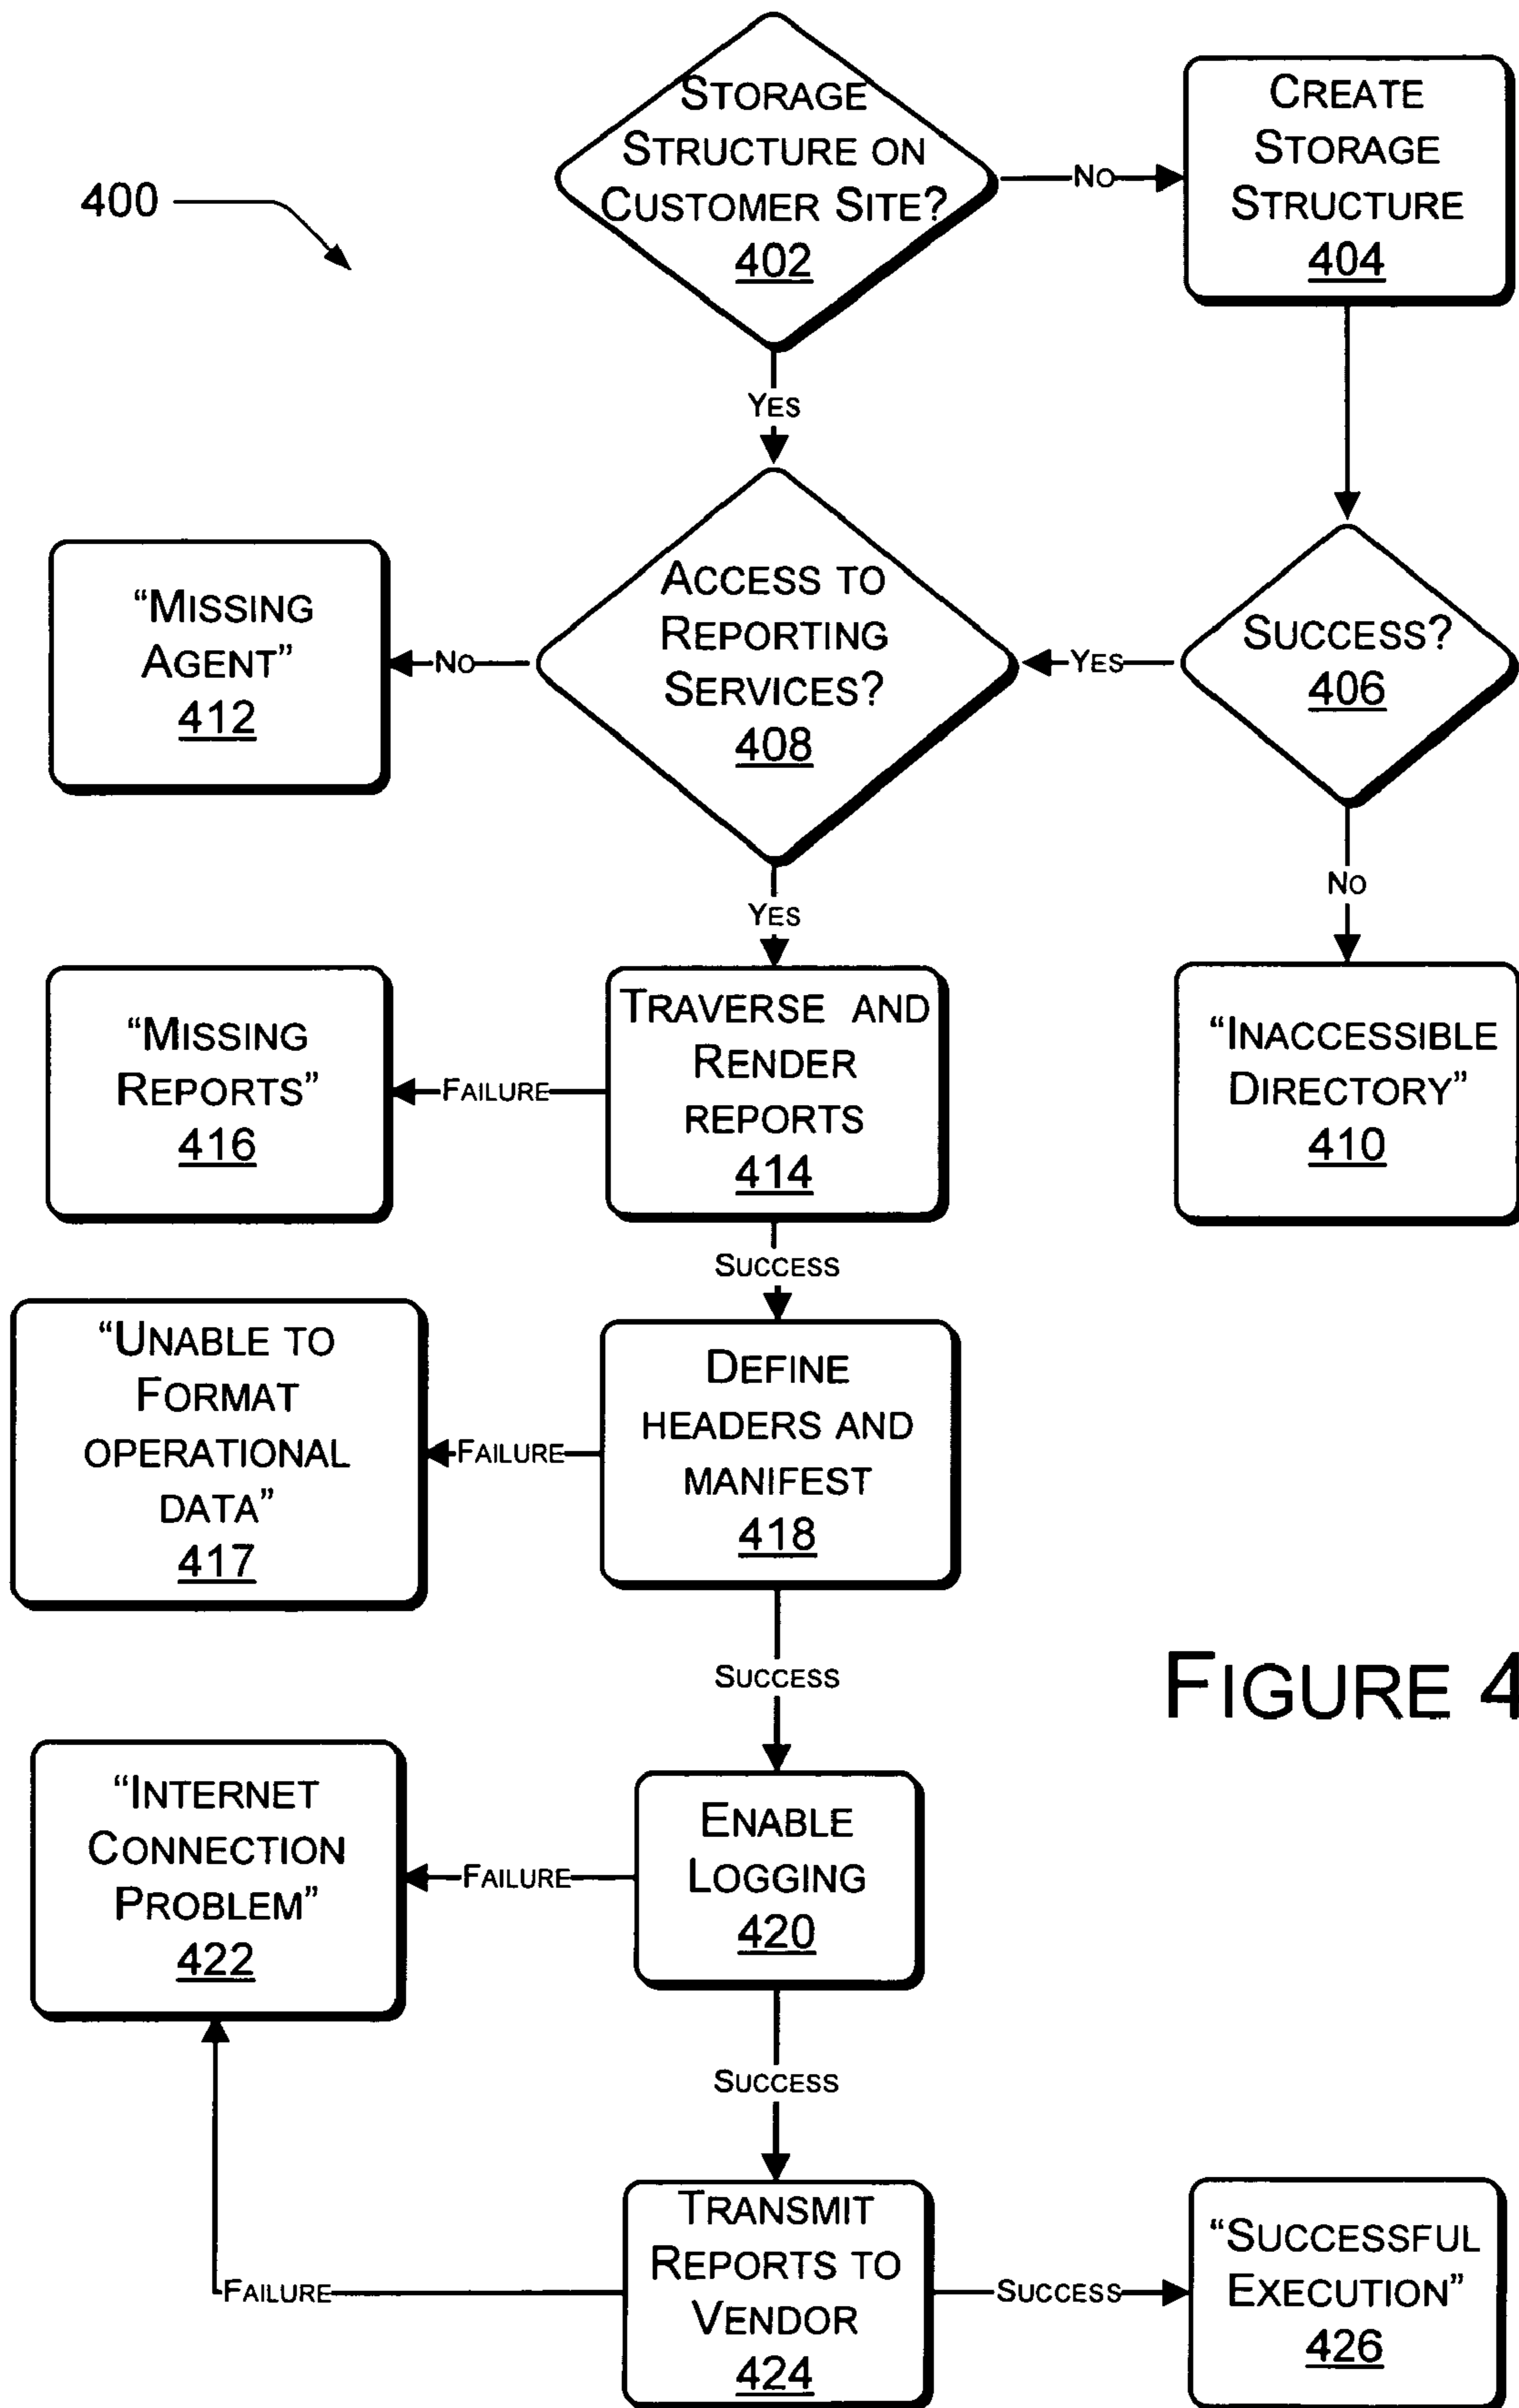 STORAGE
STRUCTURE ON
CUSTOMER SITE?
402
NO
CREATE
STORAGE
STRUCTURE
404
400
YES
"MISSING
AGENT"
412
NO
ACCESS TO
REPORTING
SERVICES?
408
YES
SUCCESS?
406
YES
NO
"MISSING
REPORTS"
416
FAILURE
TRAVERSE AND
RENDER
REPORTS
414
"INACCESSIBLE
DIRECTORY"
410
SUCCESS
"UNABLE TO
FORMAT
OPERATIONAL
DATA"
417
FAILURE
DEFINE
HEADERS AND
MANIFEST
418
SUCCESS
FIGURE 4
"INTERNET
CONNECTION
PROBLEM"
422
FAILURE
ENABLE
LOGGING
420
SUCCESS
FAILURE
TRANSMIT
REPORTS TO
VENDOR
424
SUCCESS
"SUCCESSFUL
EXECUTION"
426